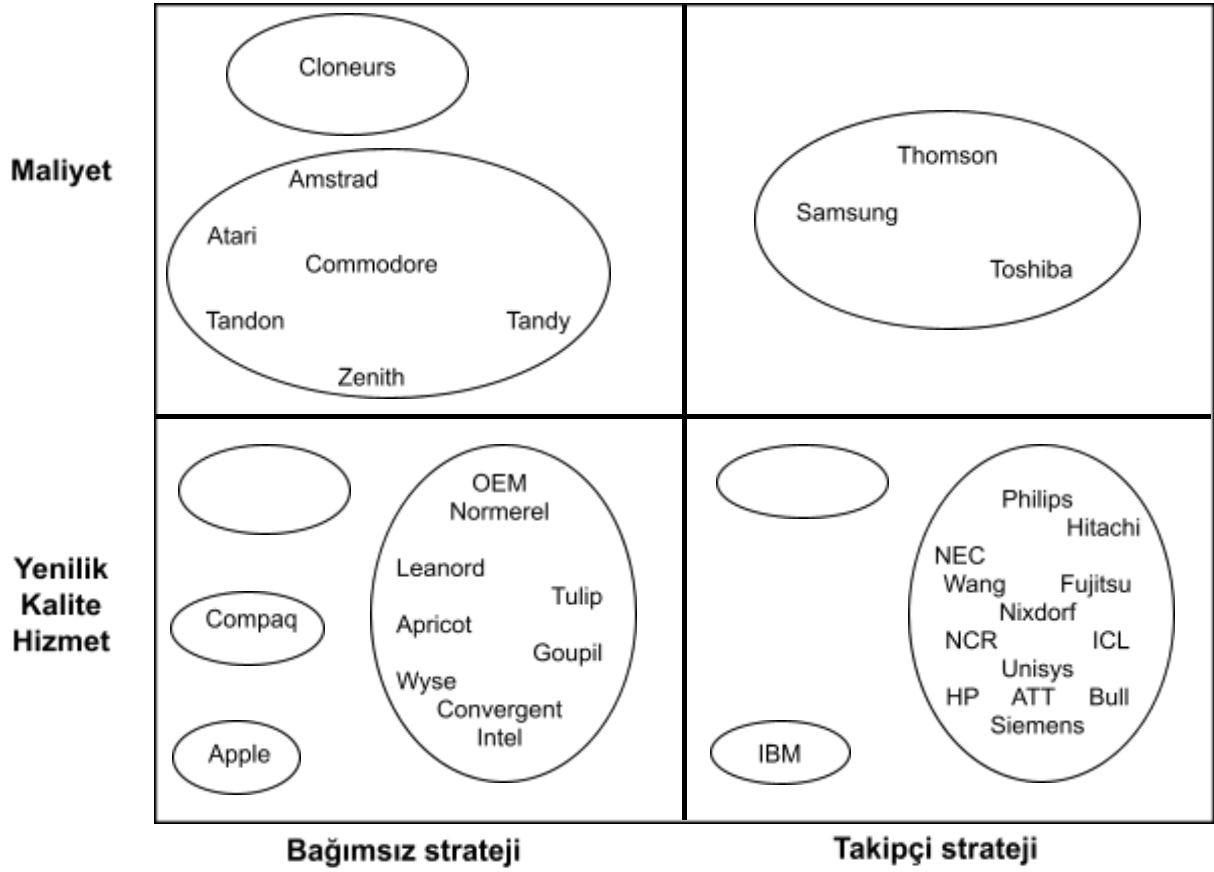 Maliyet
Cloneurs
Amstrad
Atari
Commodore
Tandon Tandy
Zenith
Thomson
Samsung
Toshiba
Yenilik
Kalite
Hizmet
Compaq
Apple
OEM
Normerel
Leanord
Tulip
Apricot
Goupil
Wyse
Convergent
Intel
IBM
Philips
Hitachi
NEC
Wang Fujitsu
Nixdorf
NCR ICL
Unisys
HP ATT Bull
Siemens
Bağımsız strateji
Takipçi strateji